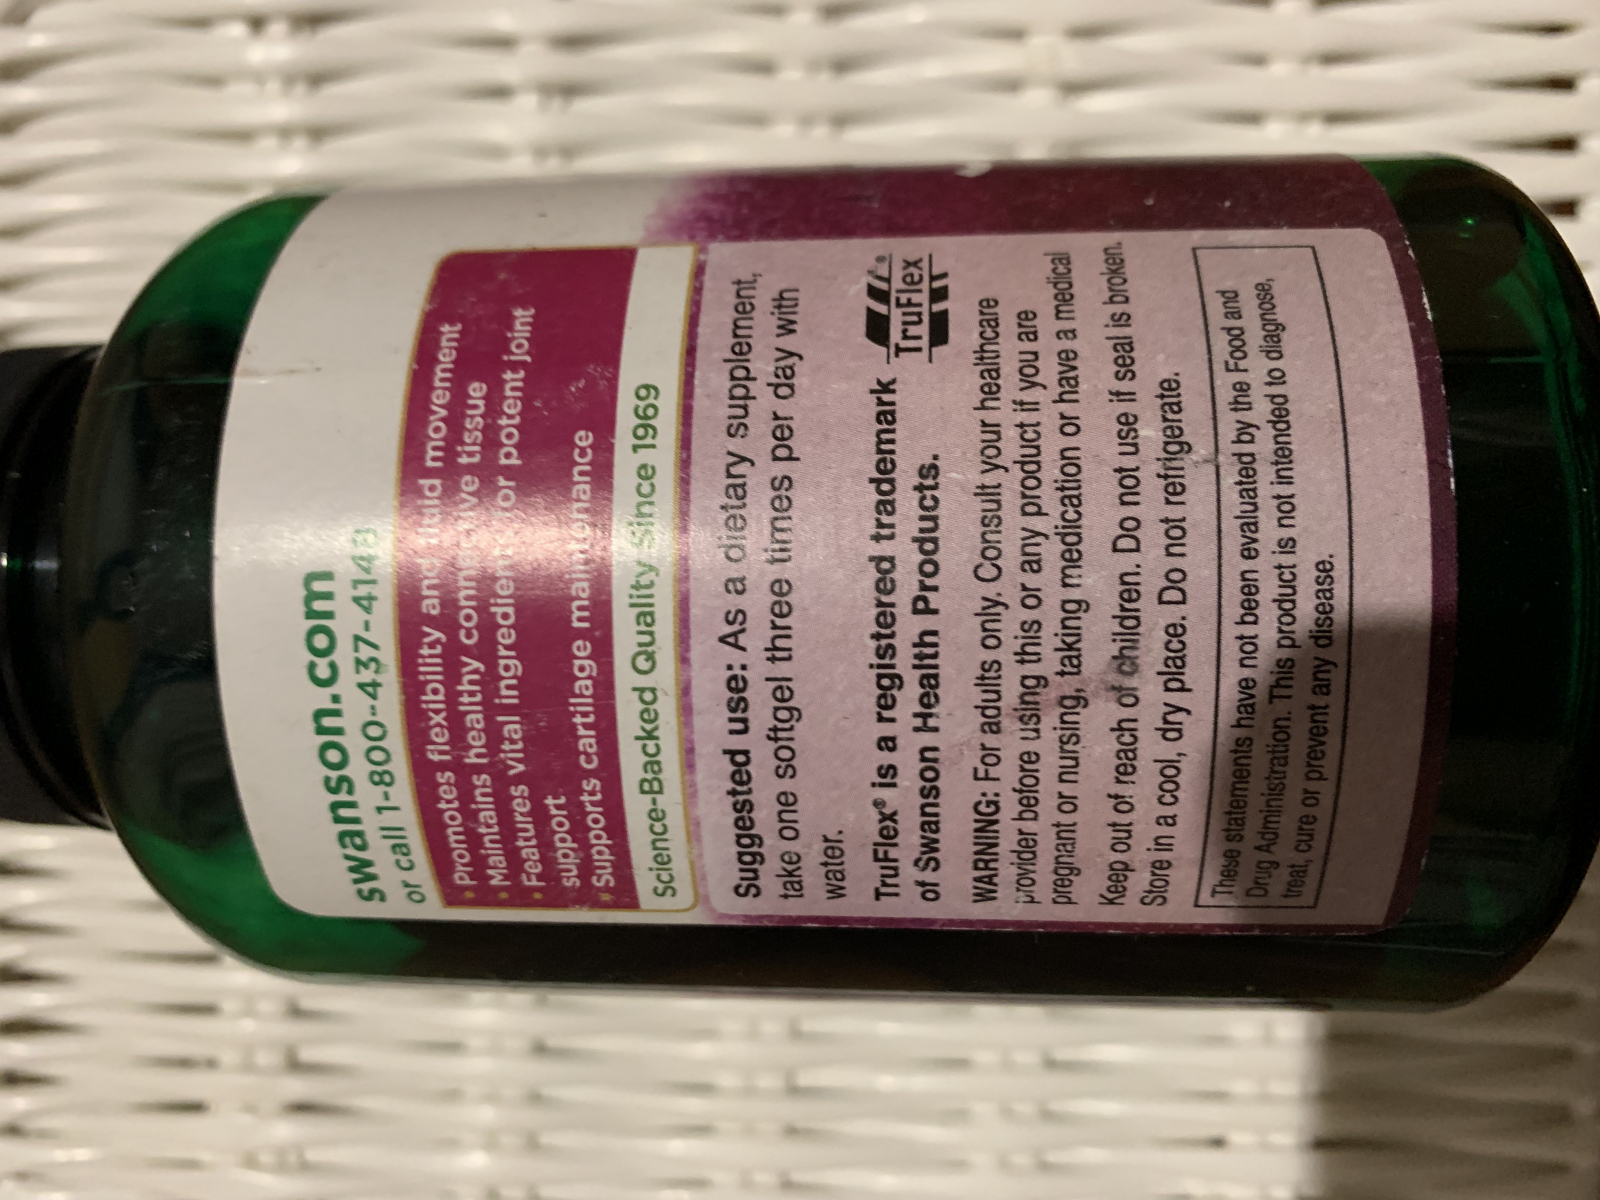 swanson.com
or call 1-800-437-4148
• Promotes flexibility and fluid movement
• Maintains healthy connective tissue
• Features vital ingredients for potent joint
support
• Supports cartilage maintenance
Science-Backed Quality Since 1969
Suggested use: As a dietary supplement,
take one softgel three times per day with
water.
TruFlex® is a registered trademark
of Swanson Health Products.
TruFlex®
WARNING: For adults only. Consult your healthcare
provider before using this or any product if you are
pregnant or nursing, taking medication or have a medical
Keep out of reach of children. Do not use if seal is broken.
Store in a cool, dry place. Do not refrigerate.
These statements have not been evaluated by the Food and
Drug Administration. This product is not intended to diagnose,
treat, cure or prevent any disease.